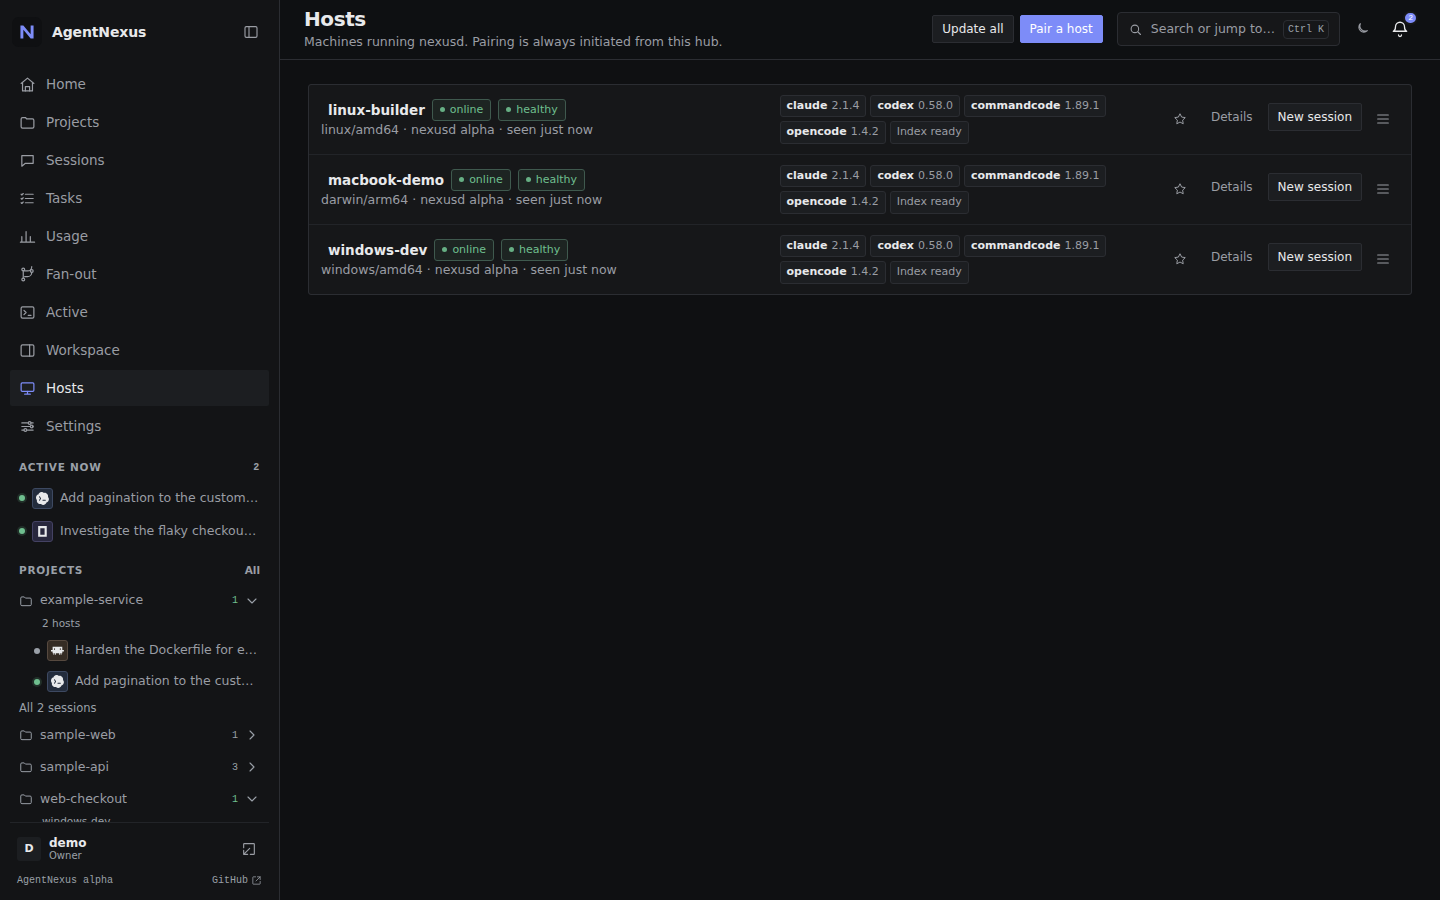 AgentNexus
Home
Projects
Sessions
Tasks
Usage
Fan-out
Active
Workspace
Hosts
Settings
ACTIVE NOW 2
Add pagination to the custom…
Investigate the flaky checkou…
PROJECTS All
example-service 1
2 hosts
Harden the Dockerfile for e…
Add pagination to the cust…
All 2 sessions
sample-web 1
sample-api 3
web-checkout 1
windows-dev
D demo
Owner
AgentNexus alpha GitHub
Hosts
Machines running nexusd. Pairing is always initiated from this hub.
Update all Pair a host Search or jump to… Ctrl K 2
linux-builder online healthy
linux/amd64 · nexusd alpha · seen just now
claude 2.1.4 codex 0.58.0 commandcode 1.89.1
opencode 1.4.2 Index ready
Details New session
macbook-demo online healthy
darwin/arm64 · nexusd alpha · seen just now
claude 2.1.4 codex 0.58.0 commandcode 1.89.1
opencode 1.4.2 Index ready
Details New session
windows-dev online healthy
windows/amd64 · nexusd alpha · seen just now
claude 2.1.4 codex 0.58.0 commandcode 1.89.1
opencode 1.4.2 Index ready
Details New session